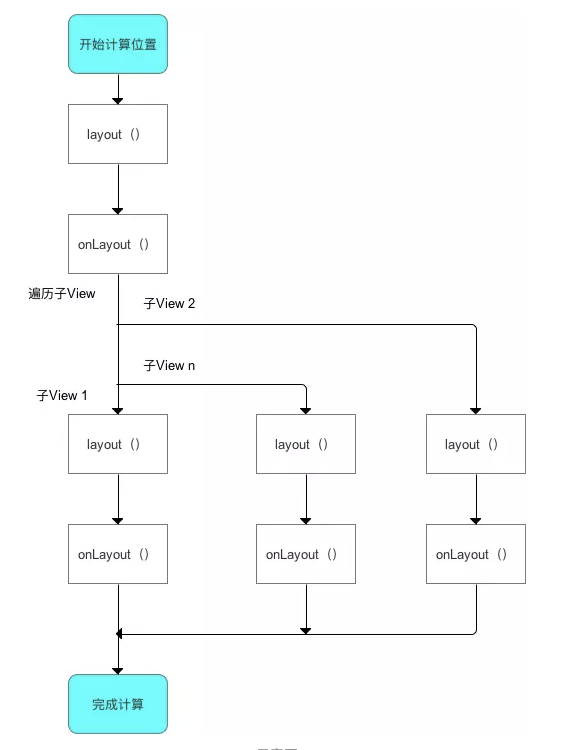 开始计算位置
layout（）
onLayout（）
遍历子View
子View 2
子View n
子View 1
layout（）
layout（）
layout（）
onLayout（）
onLayout（）
onLayout（）
完成计算